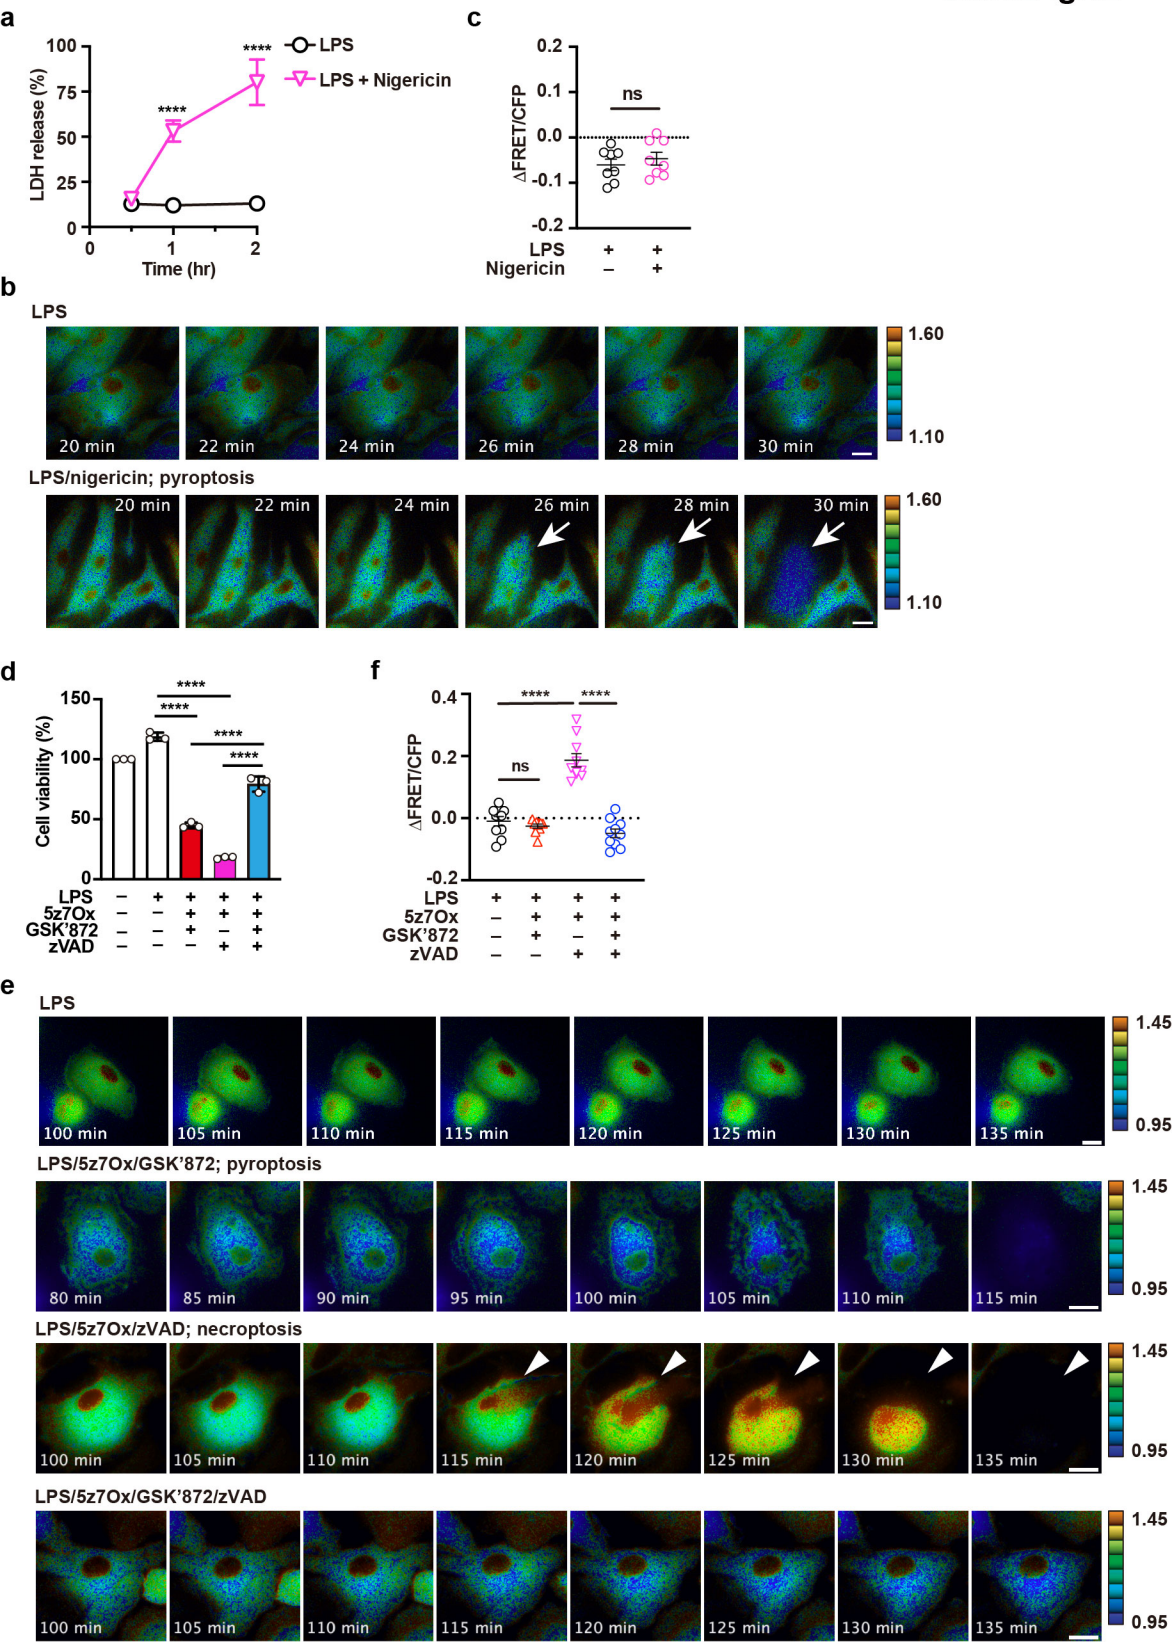 a
LDH release (%)
100
75
50
25
0
0
1
2
Time (hr)
****
****
LPS
LPS + Nigericin
c
ΔFRET/CFP
0.2
0.1
0.0
-0.1
-0.2
ns
LPS + +
Nigericin – +
b
LPS
20 min 22 min 24 min 26 min 28 min 30 min
1.60
1.10
LPS/nigericin; pyroptosis
20 min 22 min 24 min 26 min 28 min 30 min
1.60
1.10
d
Cell viability (%)
150
100
50
0
****
****
****
****
LPS – + + + +
5z7Ox – – + + +
GSK'872 – – + – +
zVAD – – – + +
f
ΔFRET/CFP
0.4
0.2
0.0
-0.2
**** ****
ns
LPS + + + +
5z7Ox – + + +
GSK'872 – + – +
zVAD – – + +
e
LPS
100 min 105 min 110 min 115 min 120 min 125 min 130 min 135 min
1.45
0.95
LPS/5z7Ox/GSK'872; pyroptosis
80 min 85 min 90 min 95 min 100 min 105 min 110 min 115 min
1.45
0.95
LPS/5z7Ox/zVAD; necroptosis
100 min 105 min 110 min 115 min 120 min 125 min 130 min 135 min
1.45
0.95
LPS/5z7Ox/GSK'872/zVAD
100 min 105 min 110 min 115 min 120 min 125 min 130 min 135 min
1.45
0.95